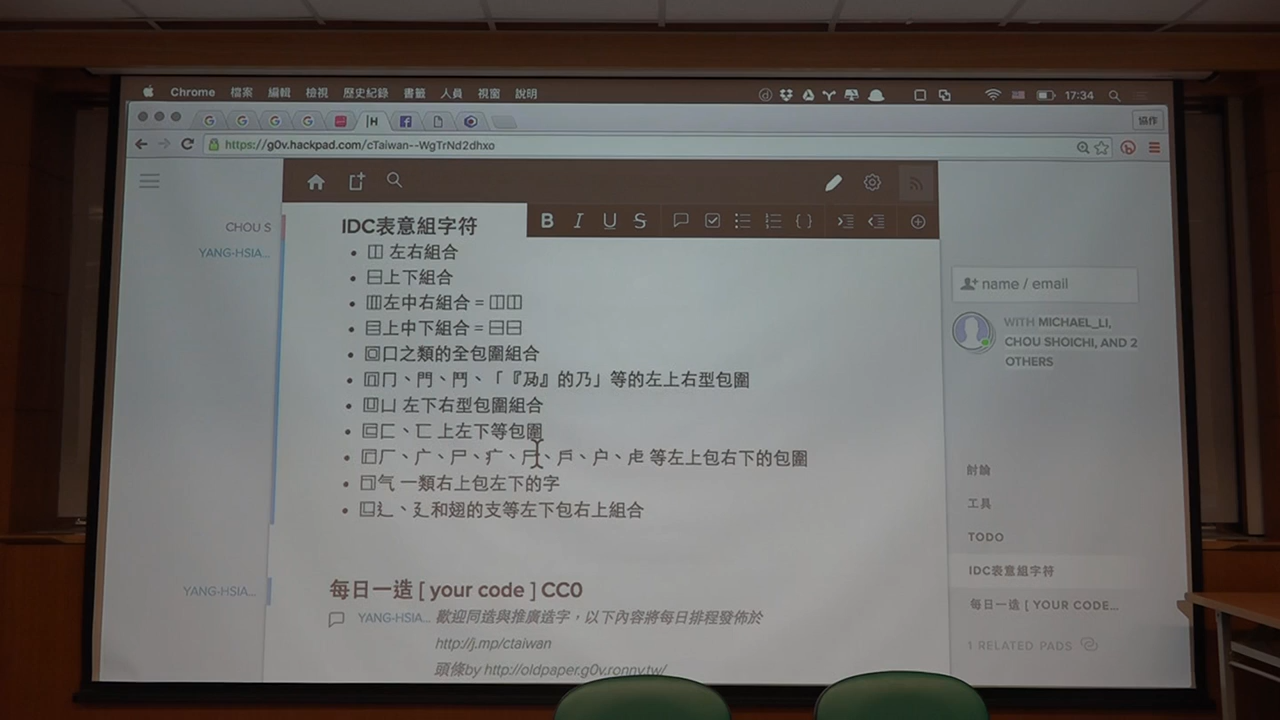 Chrome 檔案 編輯 檢視 歷史紀錄 書籤 人員 視窗 說明 17:34
協作
https://g0v.hackpad.com/cTaiwan--WgTrNd2dhxo
CHOU S
YANG-HSIA...
IDC表意組字符
B I U S
⿰ 左右組合
⿱上下組合
⿲左中右組合 = ⿰⿰
⿳上中下組合 = ⿱⿱
⿴囗之類的全包圍組合
⿵冂、門、鬥、「『夃』的乃」等的左上右型包圍
⿶凵 左下右型包圍組合
⿷匚、匸 上左下等包圍
⿸厂、广、尸、疒、⺁、戶、户、虍 等左上包右下的包圍
⿹气 一類右上包左下的字
⿺辶、廴和翅的支等左下包右上組合
YANG-HSIA...
每日一造 [ your code ] CC0
YANG-HSIA... 歡迎同造與推廣造字，以下內容將每日排程發佈於
http://j.mp/ctaiwan
頭條by http://oldpaper.g0v.ronny.tw/
name / email
WITH MICHAEL_LI,
CHOU SHOICHI, AND 2
OTHERS
討論
工具
TODO
IDC表意組字符
每日一造 [ YOUR CODE...
1 RELATED PADS